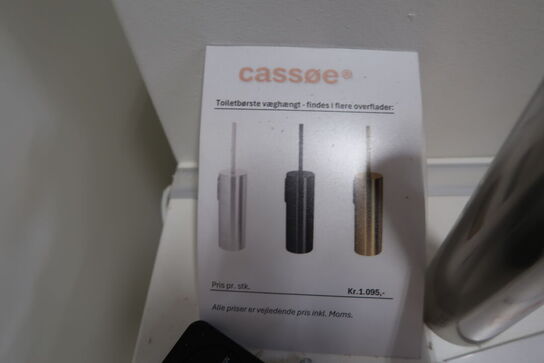 cassøe®
Toiletbørste væghængt - findes i flere overflader:
Pris pr. stk. Kr.1.095,-
Alle priser er vejledende pris inkl. Moms.